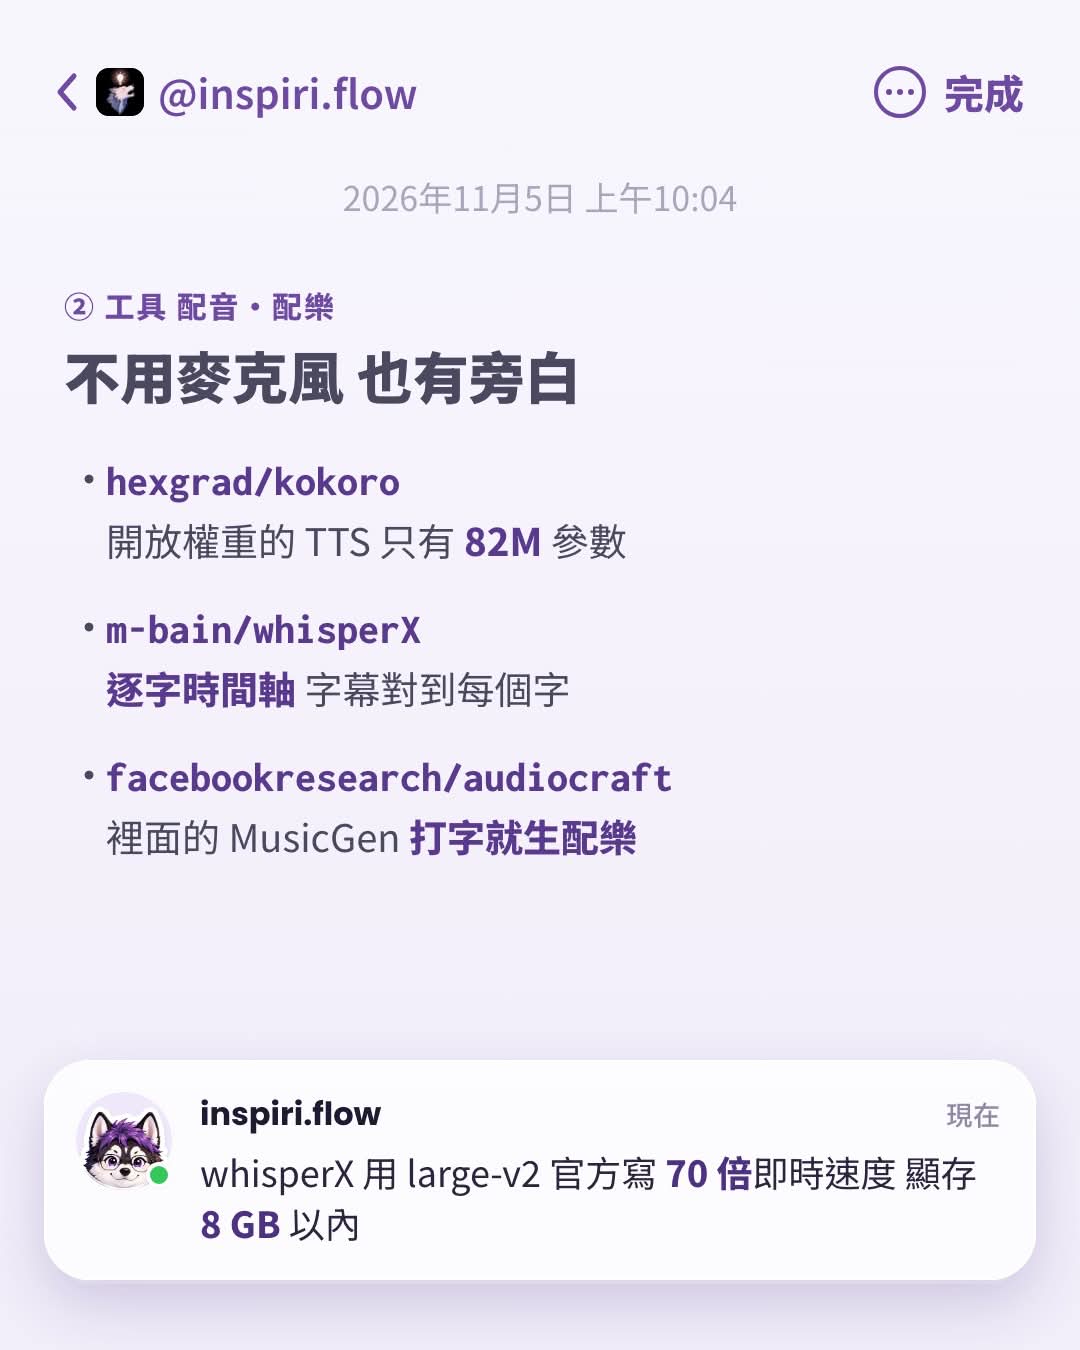 @inspiri.flow
完成
2026年11月5日 上午10:04
② 工具 配音・配樂
不用麥克風 也有旁白
• hexgrad/kokoro
開放權重的 TTS 只有 82M 參數
• m-bain/whisperX
逐字時間軸 字幕對到每個字
• facebookresearch/audiocraft
裡面的 MusicGen 打字就生配樂
inspiri.flow
現在
whisperX 用 large-v2 官方寫 70 倍即時速度 顯存
8 GB 以內